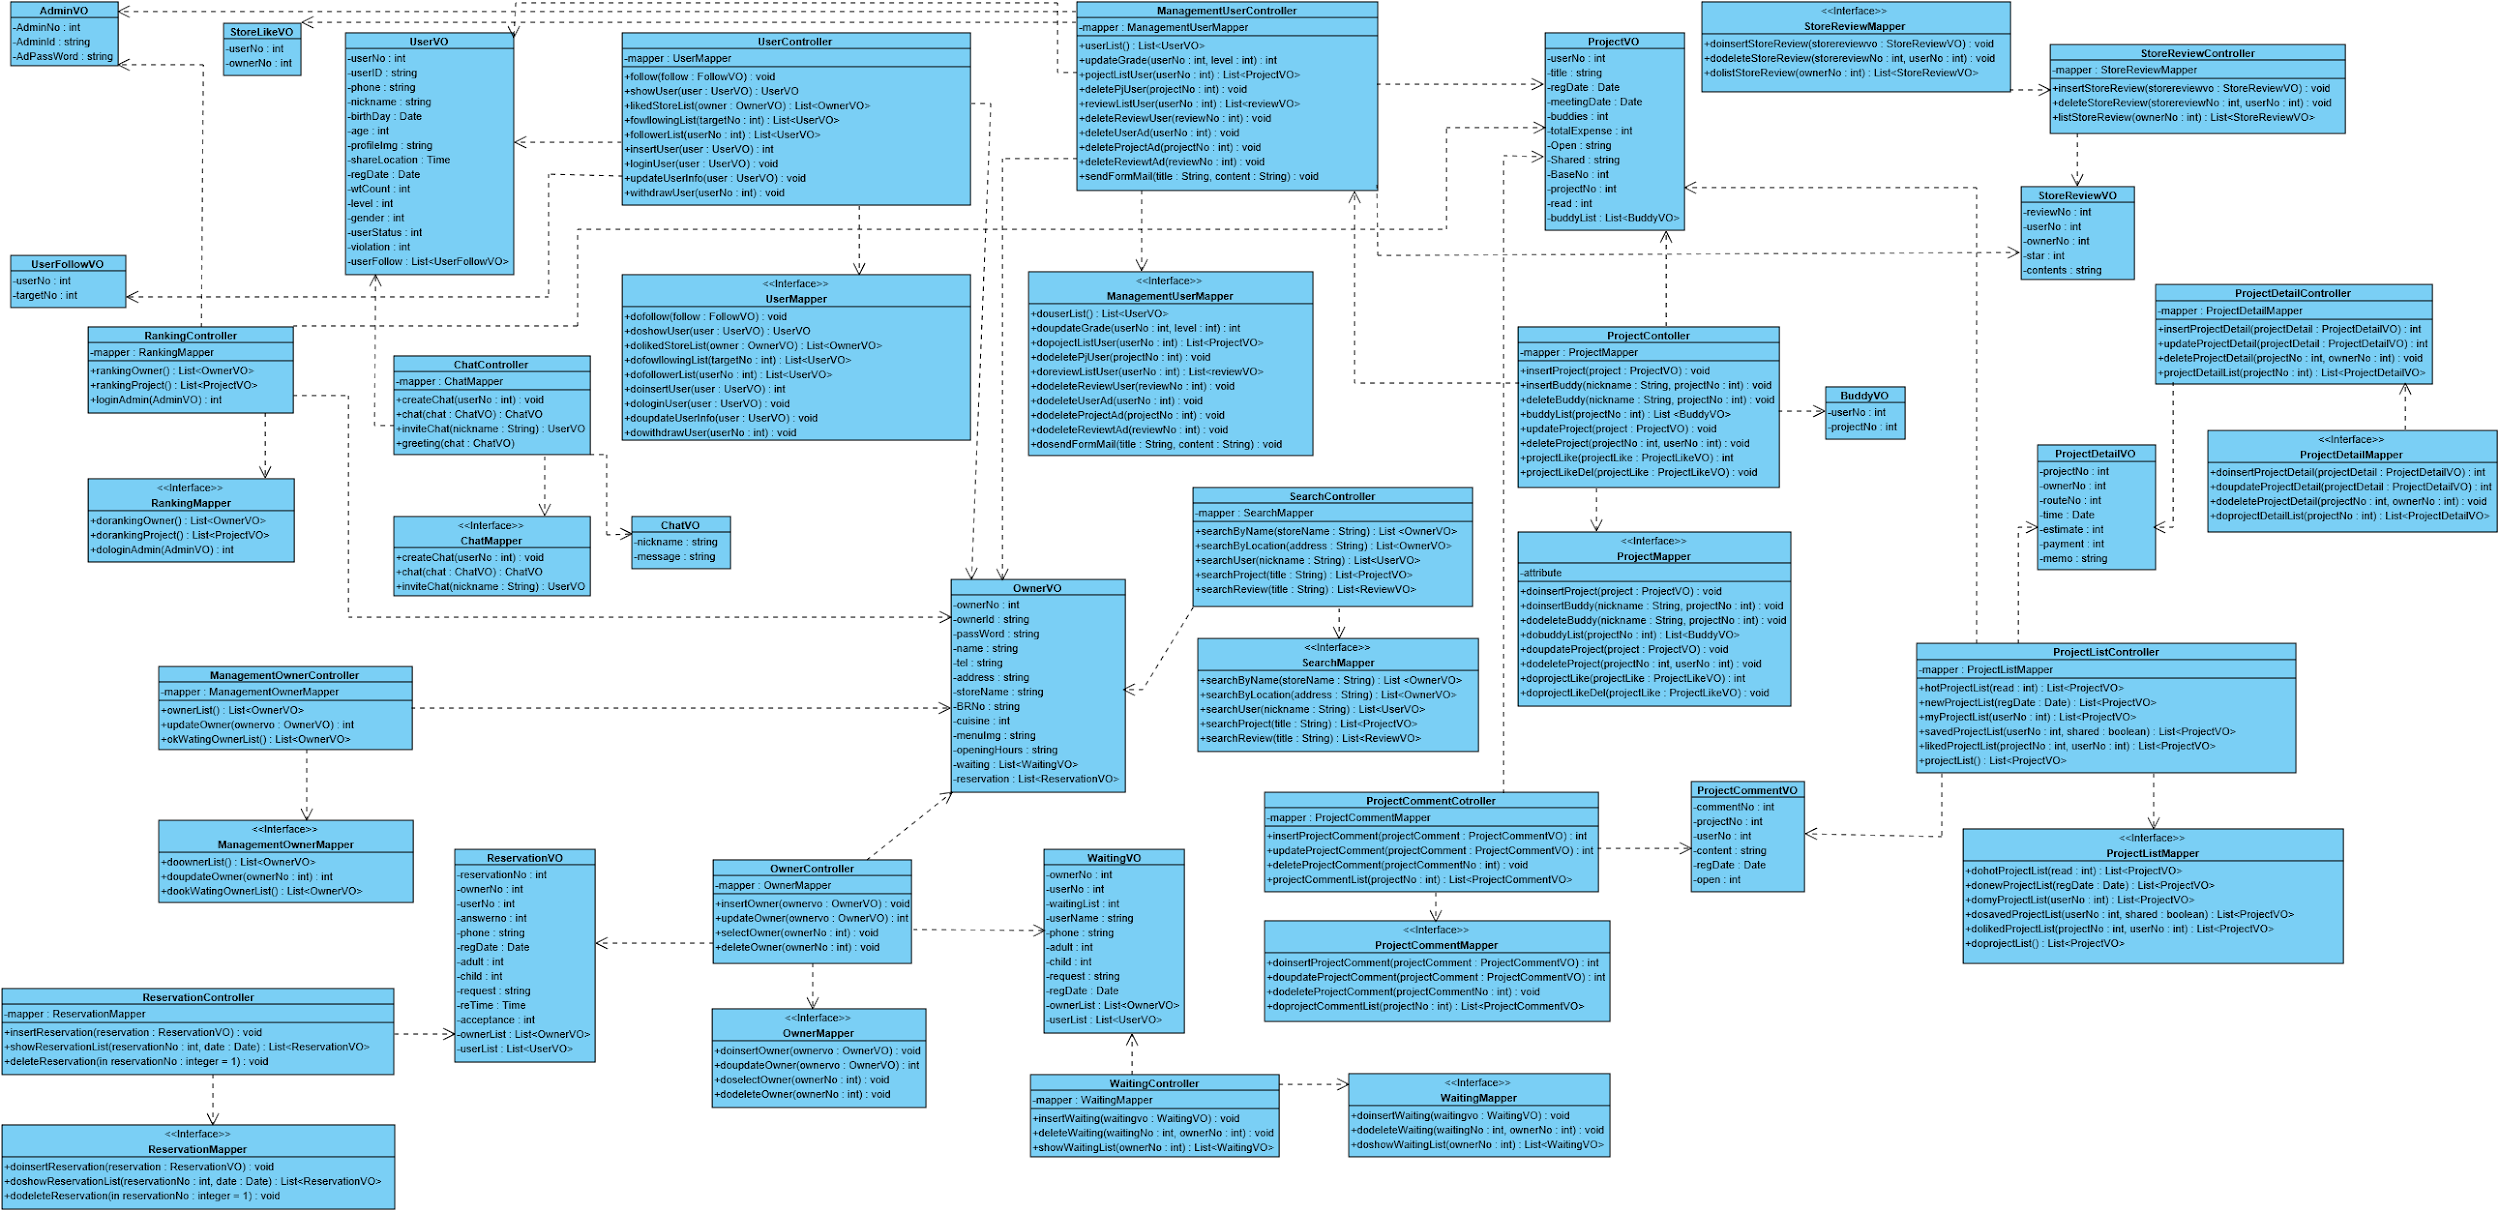 AdminVO
-AdminNo : int
-AdminId : string
-AdPassWord : string
StoreLikeVO
-userNo : int
-ownerNo : int
UserVO
-userNo : int
-userID : string
-phone : string
-nickname : string
-birthDay : Date
-age : int
-profileImg : string
-shareLocation : Time
-regDate : Date
-wtCount : int
-level : int
-gender : int
-userStatus : int
-violation : int
-userFollow : List<UserFollowVO>
UserController
-mapper : UserMapper
+follow(follow : FollowVO) : void
+showUser(user : UserVO) : UserVO
+likedStoreList(owner : OwnerVO) : List<OwnerVO>
+fowllowingList(targetNo : int) : List<UserVO>
+followerList(userNo : int) : List<UserVO>
+insertUser(user : UserVO) : int
+loginUser(user : UserVO) : void
+updateUserInfo(user : UserVO) : void
+withdrawUser(userNo : int) : void
ManagementUserController
-mapper : ManagementUserMapper
+userList() : List<UserVO>
+updateGrade(userNo : int, level : int) : int
+pojectListUser(userNo : int) : List<ProjectVO>
+deletePjUser(projectNo : int) : void
+reviewListUser(userNo : int) : List<reviewVO>
+deleteReviewUser(reviewNo : int) : void
+deleteUserAd(userNo : int) : void
+deleteProjectAd(projectNo : int) : void
+deleteReviewtAd(reviewNo : int) : void
+sendFormMail(title : String, content : String) : void
ProjectVO
-userNo : int
-title : string
-regDate : Date
-meetingDate : Date
-buddies : int
-totalExpense : int
-Open : string
-Shared : string
-BaseNo : int
-projectNo : int
-read : int
-buddyList : List<BuddyVO>
<<Interface>>
StoreReviewMapper
+doinsertStoreReview(storereviewvo : StoreReviewVO) : void
+dodeleteStoreReview(storereviewNo : int, userNo : int) : void
+dolistStoreReview(ownerNo : int) : List<StoreReviewVO>
StoreReviewController
-mapper : StoreReviewMapper
+insertStoreReview(storereviewvo : StoreReviewVO) : void
+deleteStoreReview(storereviewNo : int, userNo : int) : void
+listStoreReview(ownerNo : int) : List<StoreReviewVO>
StoreReviewVO
-reviewNo : int
-userNo : int
-ownerNo : int
-star : int
-contents : string
UserFollowVO
-userNo : int
-targetNo : int
<<Interface>>
UserMapper
+dofollow(follow : FollowVO) : void
+doshowUser(user : UserVO) : UserVO
+dolikedStoreList(owner : OwnerVO) : List<OwnerVO>
+dofowllowingList(targetNo : int) : List<UserVO>
+dofollowerList(userNo : int) : List<UserVO>
+doinsertUser(user : UserVO) : int
+dologinUser(user : UserVO) : void
+doupdateUserInfo(user : UserVO) : void
+dowithdrawUser(userNo : int) : void
<<Interface>>
ManagementUserMapper
+douserList() : List<UserVO>
+doupdateGrade(userNo : int, level : int) : int
+dopojectListUser(userNo : int) : List<ProjectVO>
+dodeletePjUser(projectNo : int) : void
+doreviewListUser(userNo : int) : List<reviewVO>
+dodeleteReviewUser(reviewNo : int) : void
+dodeleteUserAd(userNo : int) : void
+dodeleteProjectAd(projectNo : int) : void
+dodeleteReviewtAd(reviewNo : int) : void
+dosendFormMail(title : String, content : String) : void
ProjectDetailController
-mapper : ProjectDetailMapper
+insertProjectDetail(projectDetail : ProjectDetailVO) : int
+updateProjectDetail(projectDetail : ProjectDetailVO) : int
+deleteProjectDetail(projectNo : int, ownerNo : int) : void
+projectDetailList(projectNo : int) : List<ProjectDetailVO>
RankingController
-mapper : RankingMapper
+rankingOwner() : List<OwnerVO>
+rankingProject() : List<ProjectVO>
+loginAdmin(AdminVO) : int
ChatController
-mapper : ChatMapper
+createChat(userNo : int) : void
+chat(chat : ChatVO) : ChatVO
+inviteChat(nickname : String) : UserVO
+greeting(chat : ChatVO)
ProjectContoller
-mapper : ProjectMapper
+insertProject(project : ProjectVO) : void
+insertBuddy(nickname : String, projectNo : int) : void
+deleteBuddy(nickname : String, projectNo : int) : void
+buddyList(projectNo : int) : List <BuddyVO>
+updateProject(project : ProjectVO) : void
+deleteProject(projectNo : int, userNo : int) : void
+projectLike(projectLike : ProjectLikeVO) : int
+projectLikeDel(projectLike : ProjectLikeVO) : void
BuddyVO
-userNo : int
-projectNo : int
<<Interface>>
ProjectDetailMapper
+doinsertProjectDetail(projectDetail : ProjectDetailVO) : int
+doupdateProjectDetail(projectDetail : ProjectDetailVO) : int
+dodeleteProjectDetail(projectNo : int, ownerNo : int) : void
+doprojectDetailList(projectNo : int) : List<ProjectDetailVO>
ProjectDetailVO
-projectNo : int
-ownerNo : int
-routeNo : int
-time : Date
-estimate : int
-payment : int
-memo : string
<<Interface>>
RankingMapper
+dorankingOwner() : List<OwnerVO>
+dorankingProject() : List<ProjectVO>
+dologinAdmin(AdminVO) : int
<<Interface>>
ChatMapper
+createChat(userNo : int) : void
+chat(chat : ChatVO) : ChatVO
+inviteChat(nickname : String) : UserVO
ChatVO
-nickname : string
-message : string
SearchController
-mapper : SearchMapper
+searchByName(storeName : String) : List <OwnerVO>
+searchByLocation(address : String) : List<OwnerVO>
+searchUser(nickname : String) : List<UserVO>
+searchProject(title : String) : List<ProjectVO>
+searchReview(title : String) : List<ReviewVO>
<<Interface>>
ProjectMapper
-attribute
+doinsertProject(project : ProjectVO) : void
+doinsertBuddy(nickname : String, projectNo : int) : void
+dodeleteBuddy(nickname : String, projectNo : int) : void
+dobuddyList(projectNo : int) : List<BuddyVO>
+doupdateProject(project : ProjectVO) : void
+dodeleteProject(projectNo : int, userNo : int) : void
+doprojectLike(projectLike : ProjectLikeVO) : int
+doprojectLikeDel(projectLike : ProjectLikeVO) : void
OwnerVO
-ownerNo : int
-ownerId : string
-passWord : string
-name : string
-tel : string
-address : string
-storeName : string
-BRNo : string
-cuisine : int
-menuImg : string
-openingHours : string
-waiting : List<WaitingVO>
-reservation : List<ReservationVO>
<<Interface>>
SearchMapper
+searchByName(storeName : String) : List <OwnerVO>
+searchByLocation(address : String) : List<OwnerVO>
+searchUser(nickname : String) : List<UserVO>
+searchProject(title : String) : List<ProjectVO>
+searchReview(title : String) : List<ReviewVO>
ProjectListController
-mapper : ProjectListMapper
+hotProjectList(read : int) : List<ProjectVO>
+newProjectList(regDate : Date) : List<ProjectVO>
+myProjectList(userNo : int) : List<ProjectVO>
+savedProjectList(userNo : int, shared : boolean) : List<ProjectVO>
+likedProjectList(projectNo : int, userNo : int) : List<ProjectVO>
+projectList() : List<ProjectVO>
ManagementOwnerController
-mapper : ManagementOwnerMapper
+ownerList() : List<OwnerVO>
+updateOwner(ownervo : OwnerVO) : int
+okWatingOwnerList() : List<OwnerVO>
<<Interface>>
ManagementOwnerMapper
+doownerList() : List<OwnerVO>
+doupdateOwner(ownerNo : int) : int
+dookWatingOwnerList() : List<OwnerVO>
ProjectCommentCotroller
-mapper : ProjectCommentMapper
+insertProjectComment(projectComment : ProjectCommentVO) : int
+updateProjectComment(projectComment : ProjectCommentVO) : int
+deleteProjectComment(projectCommentNo : int) : void
+projectCommentList(projectNo : int) : List<ProjectCommentVO>
ProjectCommentVO
-commentNo : int
-projectNo : int
-userNo : int
-content : string
-regDate : Date
-open : int
<<Interface>>
ProjectListMapper
+dohotProjectList(read : int) : List<ProjectVO>
+donewProjectList(regDate : Date) : List<ProjectVO>
+domyProjectList(userNo : int) : List<ProjectVO>
+dosavedProjectList(userNo : int, shared : boolean) : List<ProjectVO>
+dolikedProjectList(projectNo : int, userNo : int) : List<ProjectVO>
+doprojectList() : List<ProjectVO>
ReservationVO
-reservationNo : int
-ownerNo : int
-userNo : int
-answerno : int
-phone : string
-regDate : Date
-adult : int
-child : int
-request : string
-reTime : Time
-acceptance : int
-ownerList : List<OwnerVO>
-userList : List<UserVO>
OwnerController
-mapper : OwnerMapper
+insertOwner(ownervo : OwnerVO) : void
+updateOwner(ownervo : OwnerVO) : int
+selectOwner(ownerNo : int) : void
+deleteOwner(ownerNo : int) : void
WaitingVO
-ownerNo : int
-userNo : int
-waitingList : int
-userName : string
-phone : string
-adult : int
-child : int
-request : string
-regDate : Date
-ownerList : List<OwnerVO>
-userList : List<UserVO>
<<Interface>>
ProjectCommentMapper
+doinsertProjectComment(projectComment : ProjectCommentVO) : int
+doupdateProjectComment(projectComment : ProjectCommentVO) : int
+dodeleteProjectComment(projectCommentNo : int) : void
+doprojectCommentList(projectNo : int) : List<ProjectCommentVO>
ReservationController
-mapper : ReservationMapper
+insertReservation(reservation : ReservationVO) : void
+showReservationList(reservationNo : int, date : Date) : List<ReservationVO>
+deleteReservation(in reservationNo : integer = 1) : void
<<Interface>>
OwnerMapper
+doinsertOwner(ownervo : OwnerVO) : void
+doupdateOwner(ownervo : OwnerVO) : int
+doselectOwner(ownerNo : int) : void
+dodeleteOwner(ownerNo : int) : void
WaitingController
-mapper : WaitingMapper
+insertWaiting(waitingvo : WaitingVO) : void
+deleteWaiting(waitingNo : int, ownerNo : int) : void
+showWaitingList(ownerNo : int) : List<WaitingVO>
<<Interface>>
WaitingMapper
+doinsertWaiting(waitingvo : WaitingVO) : void
+dodeleteWaiting(waitingNo : int, ownerNo : int) : void
+doshowWaitingList(ownerNo : int) : List<WaitingVO>
<<Interface>>
ReservationMapper
+doinsertReservation(reservation : ReservationVO) : void
+doshowReservationList(reservationNo : int, date : Date) : List<ReservationVO>
+dodeleteReservation(in reservationNo : integer = 1) : void